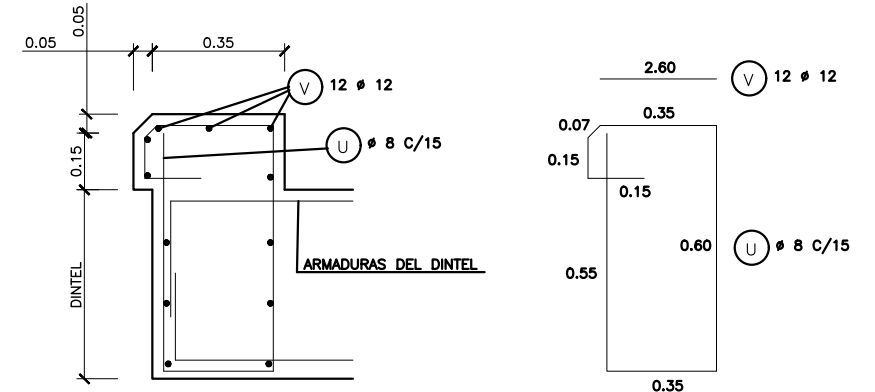 0.05
0.05
0.35
V 12 ø 12
U ø 8 C/15
0.15
DINTEL
ARMADURAS DEL DINTEL
2.60
V 12 ø 12
0.35
0.07
0.15
0.15
0.60
U ø 8 C/15
0.55
0.35